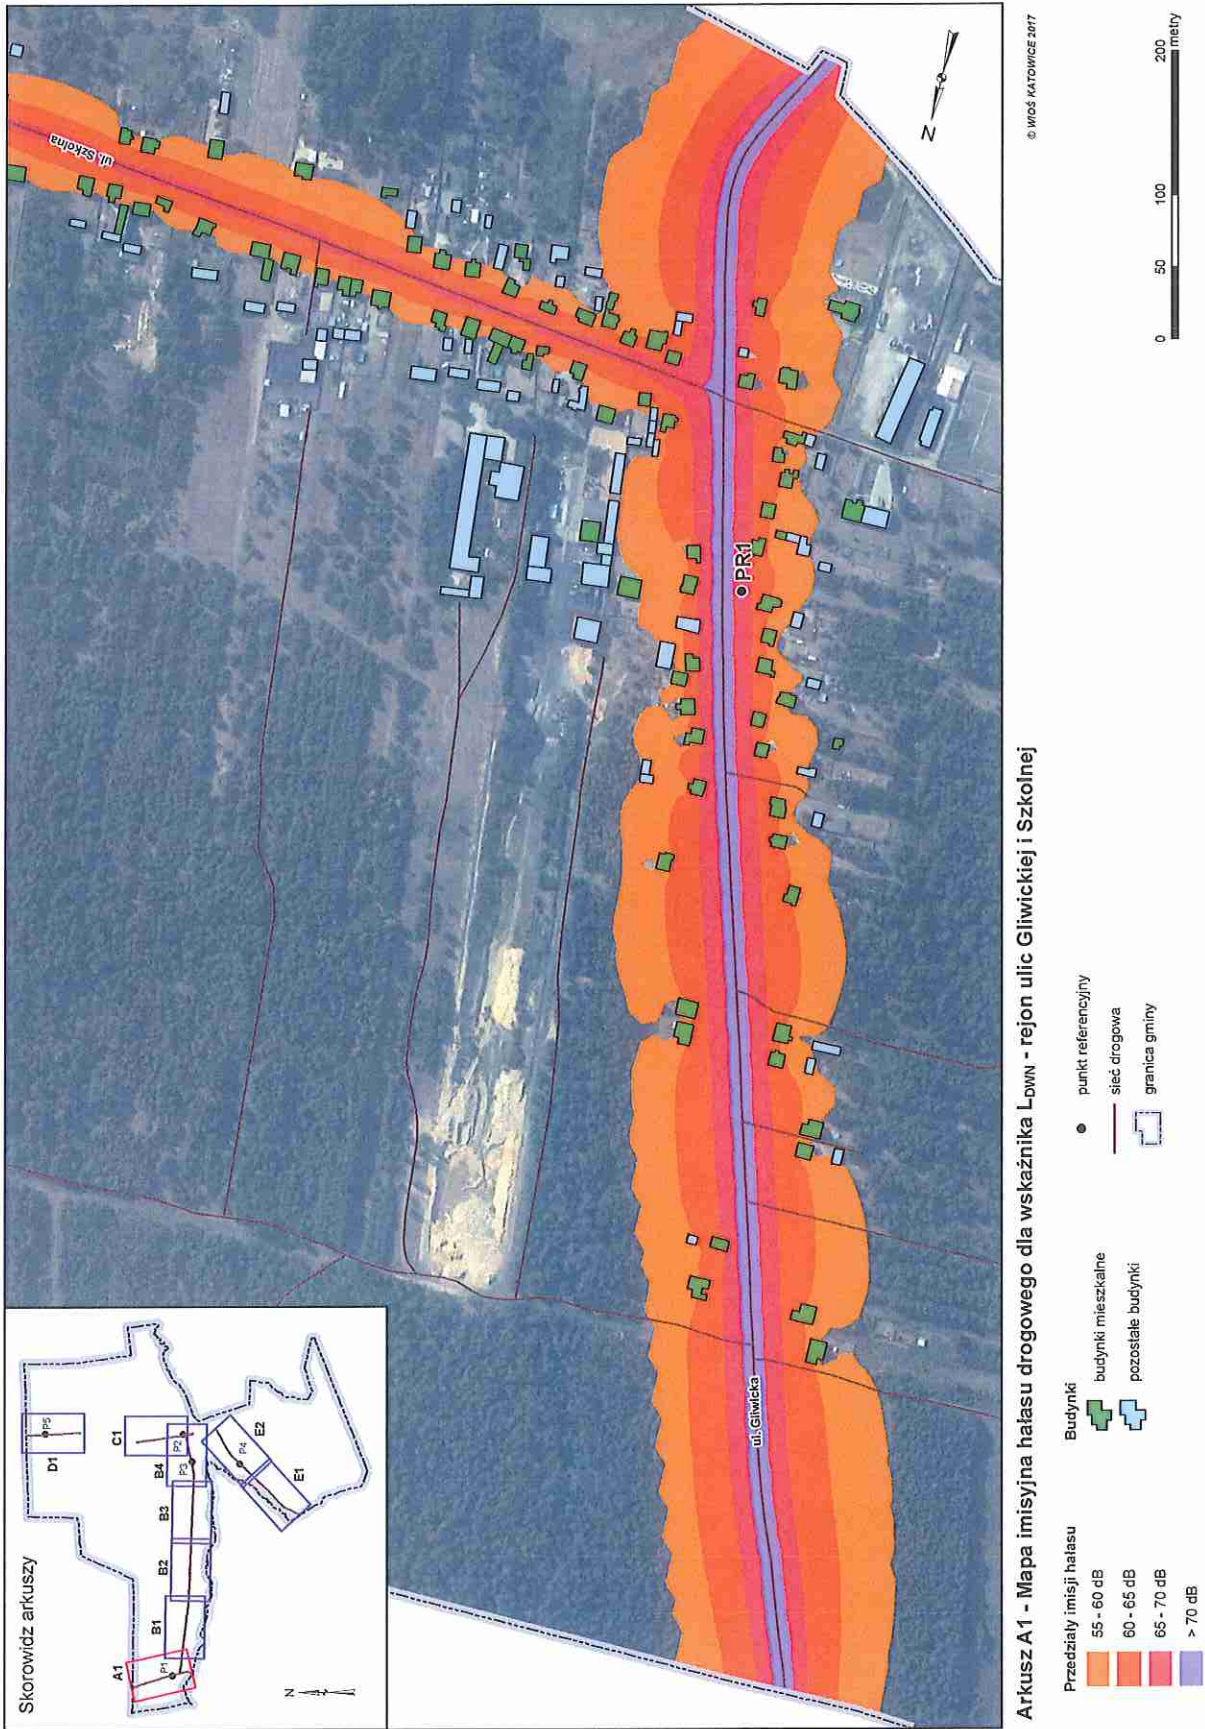 Skorowidz arkuszy
A1
P1
B1
B2
B3
B4
P3
P2
C1
D1
P5
E2
P4
E1
N
ul. Szkolna
N
PR1
ul. Gliwicka
Arkusz A1 - Mapa imisyjna hałasu drogowego dla wskaźnika LDWN - rejon ulic Gliwickiej i Szkolnej
© WIOŚ KATOWICE 2017
Przedziały imisji hałasu
55 - 60 dB
60 - 65 dB
65 - 70 dB
> 70 dB
Budynki
budynki mieszkalne
pozostałe budynki
punkt referencyjny
sieć drogowa
granica gminy
0 50 100 200
metry